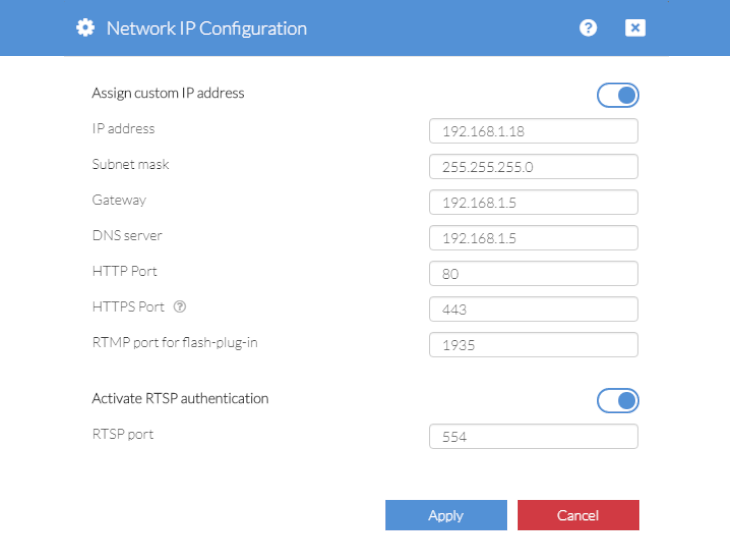 Network IP Configuration
Assign custom IP address
IP address 192.168.1.18
Subnet mask 255.255.255.0
Gateway 192.168.1.5
DNS server 192.168.1.5
HTTP Port 80
HTTPS Port ? 443
RTMP port for flash-plug-in 1935
Activate RTSP authentication
RTSP port 554
Apply Cancel